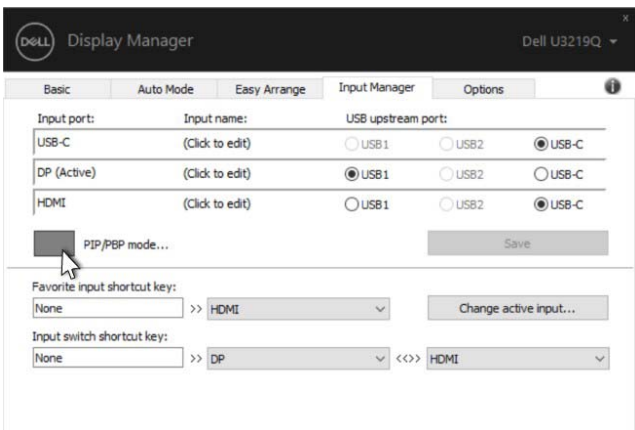 DELL Display Manager Dell U3219Q
Basic Auto Mode Easy Arrange Input Manager Options
Input port: Input name: USB upstream port:
USB-C (Click to edit) USB1 USB2 USB-C
DP (Active) (Click to edit) USB1 USB2 USB-C
HDMI (Click to edit) USB1 USB2 USB-C
PIP/PBP mode... Save
Favorite input shortcut key:
None >> HDMI Change active input...
Input switch shortcut key:
None >> DP <<>> HDMI